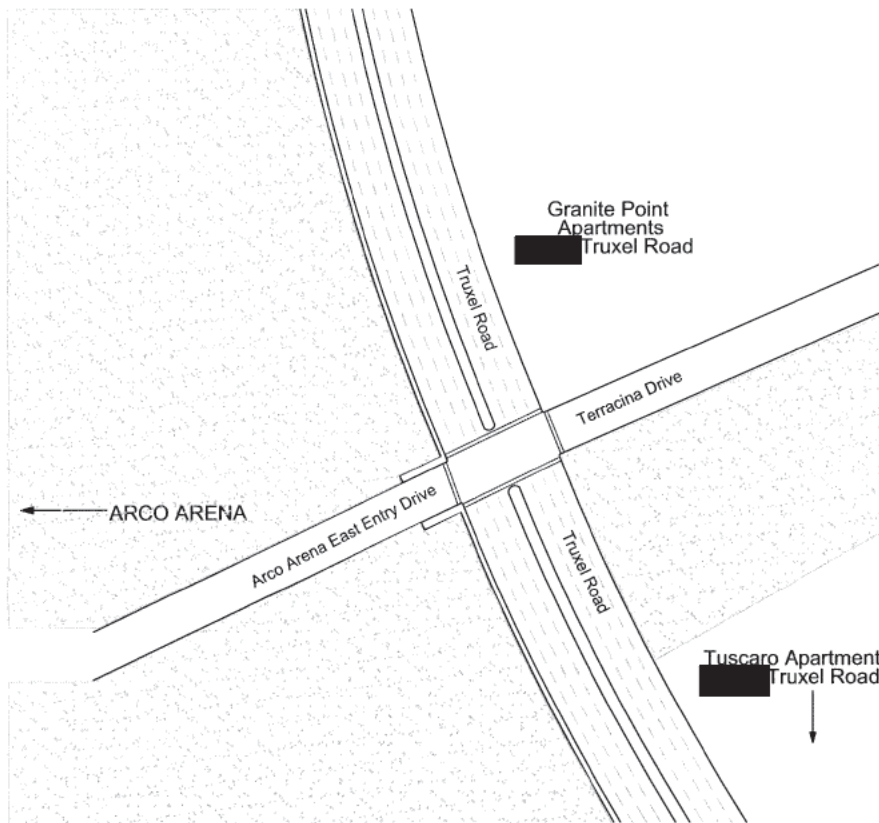 Granite Point
Apartments
Truxel Road
Truxel Road
Terracina Drive
ARCO ARENA
Arco Arena East Entry Drive
Truxel Road
Tuscaro Apartment
Truxel Road